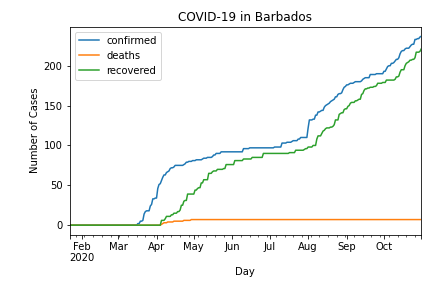 COVID-19 in Barbados
confirmed
deaths
recovered
Number of Cases
200
150
100
50
0
Feb Mar Apr May Jun Jul Aug Sep Oct
2020
Day